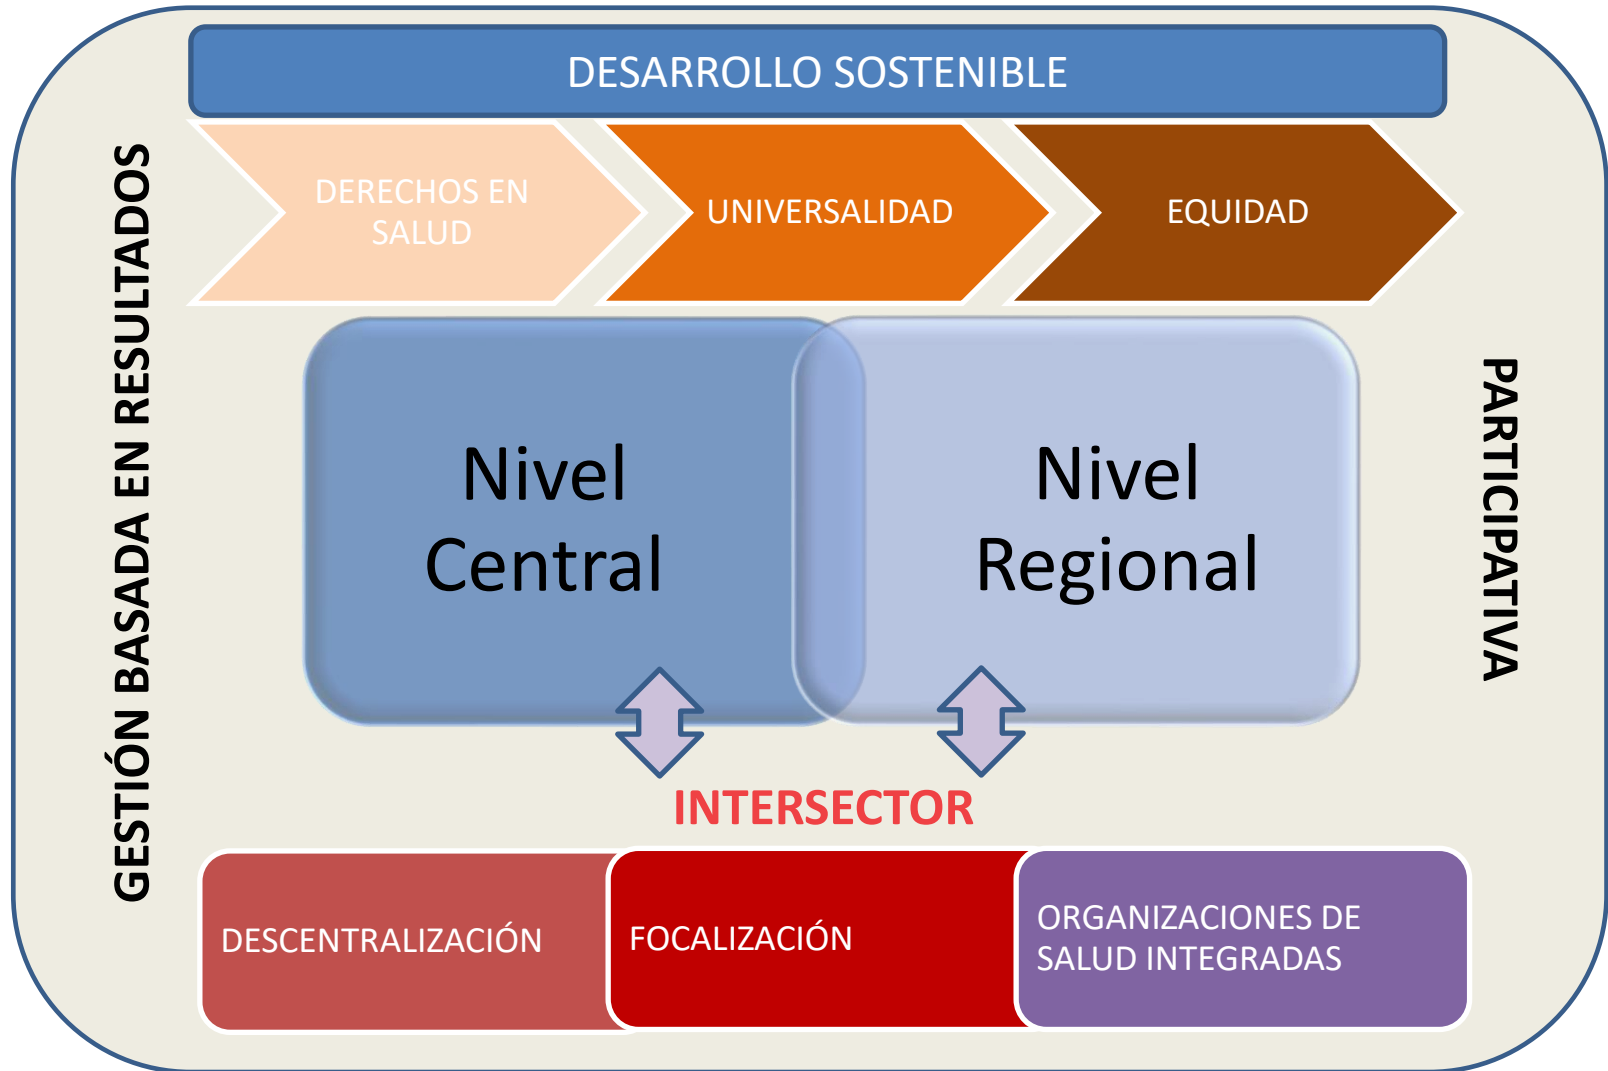 DESARROLLO SOSTENIBLE
DERECHOS EN
SALUD
UNIVERSALIDAD
EQUIDAD
GESTIÓN BASADA EN RESULTADOS
Nivel
Central
Nivel
Regional
PARTICIPATIVA
INTERSECTOR
DESCENTRALIZACIÓN
FOCALIZACIÓN
ORGANIZACIONES DE
SALUD INTEGRADAS